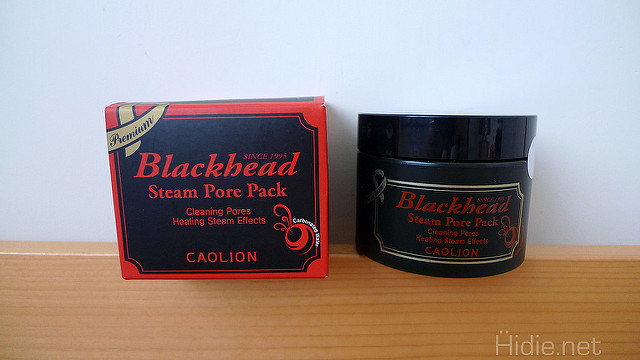 Premium
SINCE 1995
Blackhead
Steam Pore Pack
Cleaning Pores
Heating Steam Effects
Carbonated Water
CAOLION
SINCE 1995
Blackhead
Steam Pore Pack
Cleaning Pores
Heating Steam Effects
CAOLION
Hidie.net